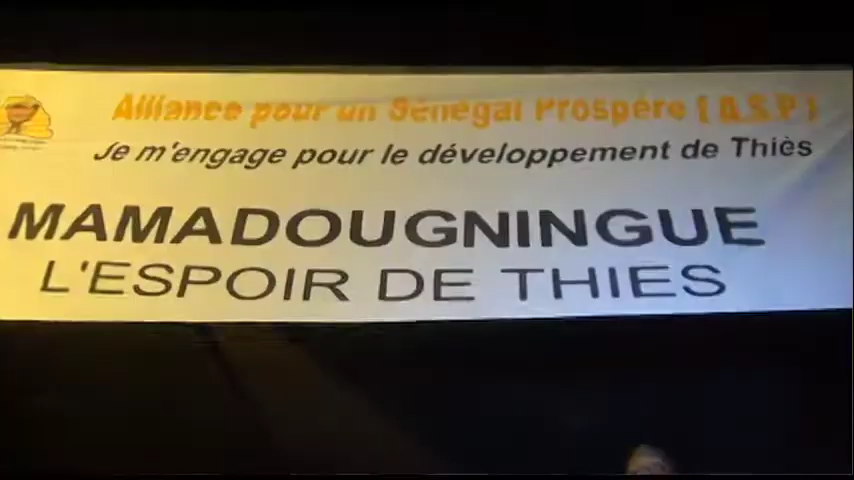 Alliance pour un Sénégal Prospère ( A.S.P )
Je m'engage pour le développement de Thiès
MAMADOUGNINGUE
L'ESPOIR DE THIES